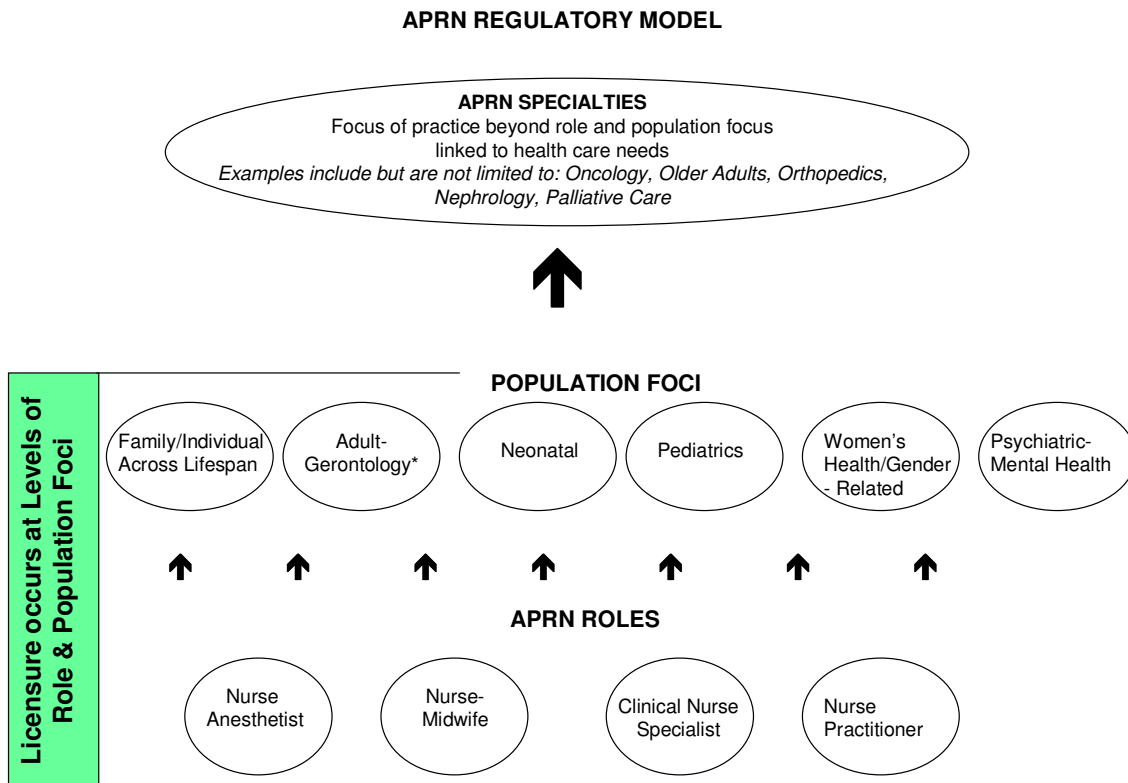 APRN REGULATORY MODEL
APRN SPECIALTIES
Focus of practice beyond role and population focus
linked to health care needs
Examples include but are not limited to: Oncology, Older Adults, Orthopedics,
Nephrology, Palliative Care
Licensure occurs at Levels of
Role & Population Foci
POPULATION FOCI
Family/Individual
Across Lifespan
Adult-
Gerontology*
Neonatal
Pediatrics
Women's
Health/Gender
- Related
Psychiatric-
Mental Health
APRN ROLES
Nurse
Anesthetist
Nurse-
Midwife
Clinical Nurse
Specialist
Nurse
Practitioner